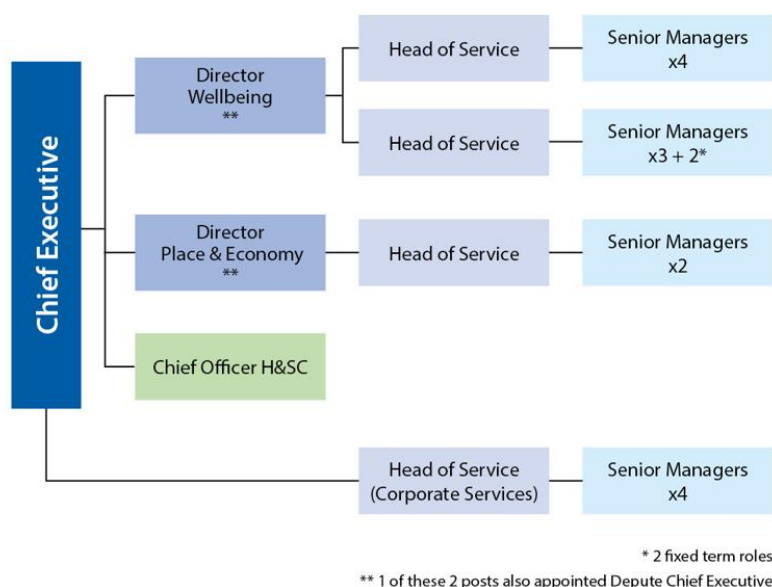 Chief Executive
Director
Wellbeing
**
Head of Service
Senior Managers
x4
Head of Service
Senior Managers
x3 + 2*
Director
Place & Economy
**
Head of Service
Senior Managers
x2
Chief Officer H&SC
Head of Service
(Corporate Services)
Senior Managers
x4
* 2 fixed term roles
** 1 of these 2 posts also appointed Depute Chief Executive